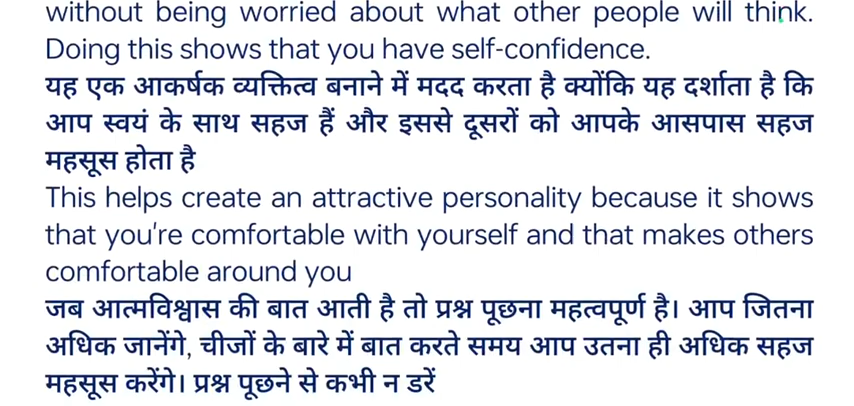 without being worried about what other people will think.
Doing this shows that you have self-confidence.
यह एक आकर्षक व्यक्तित्व बनाने में मदद करता है क्योंकि यह दर्शाता है कि
आप स्वयं के साथ सहज हैं और इससे दूसरों को आपके आसपास सहज
महसूस होता है
This helps create an attractive personality because it shows
that you're comfortable with yourself and that makes others
comfortable around you
जब आत्मविश्वास की बात आती है तो प्रश्न पूछना महत्वपूर्ण है। आप जितना
अधिक जानेंगे, चीजों के बारे में बात करते समय आप उतना ही अधिक सहज
महसूस करेंगे। प्रश्न पूछने से कभी न डरें